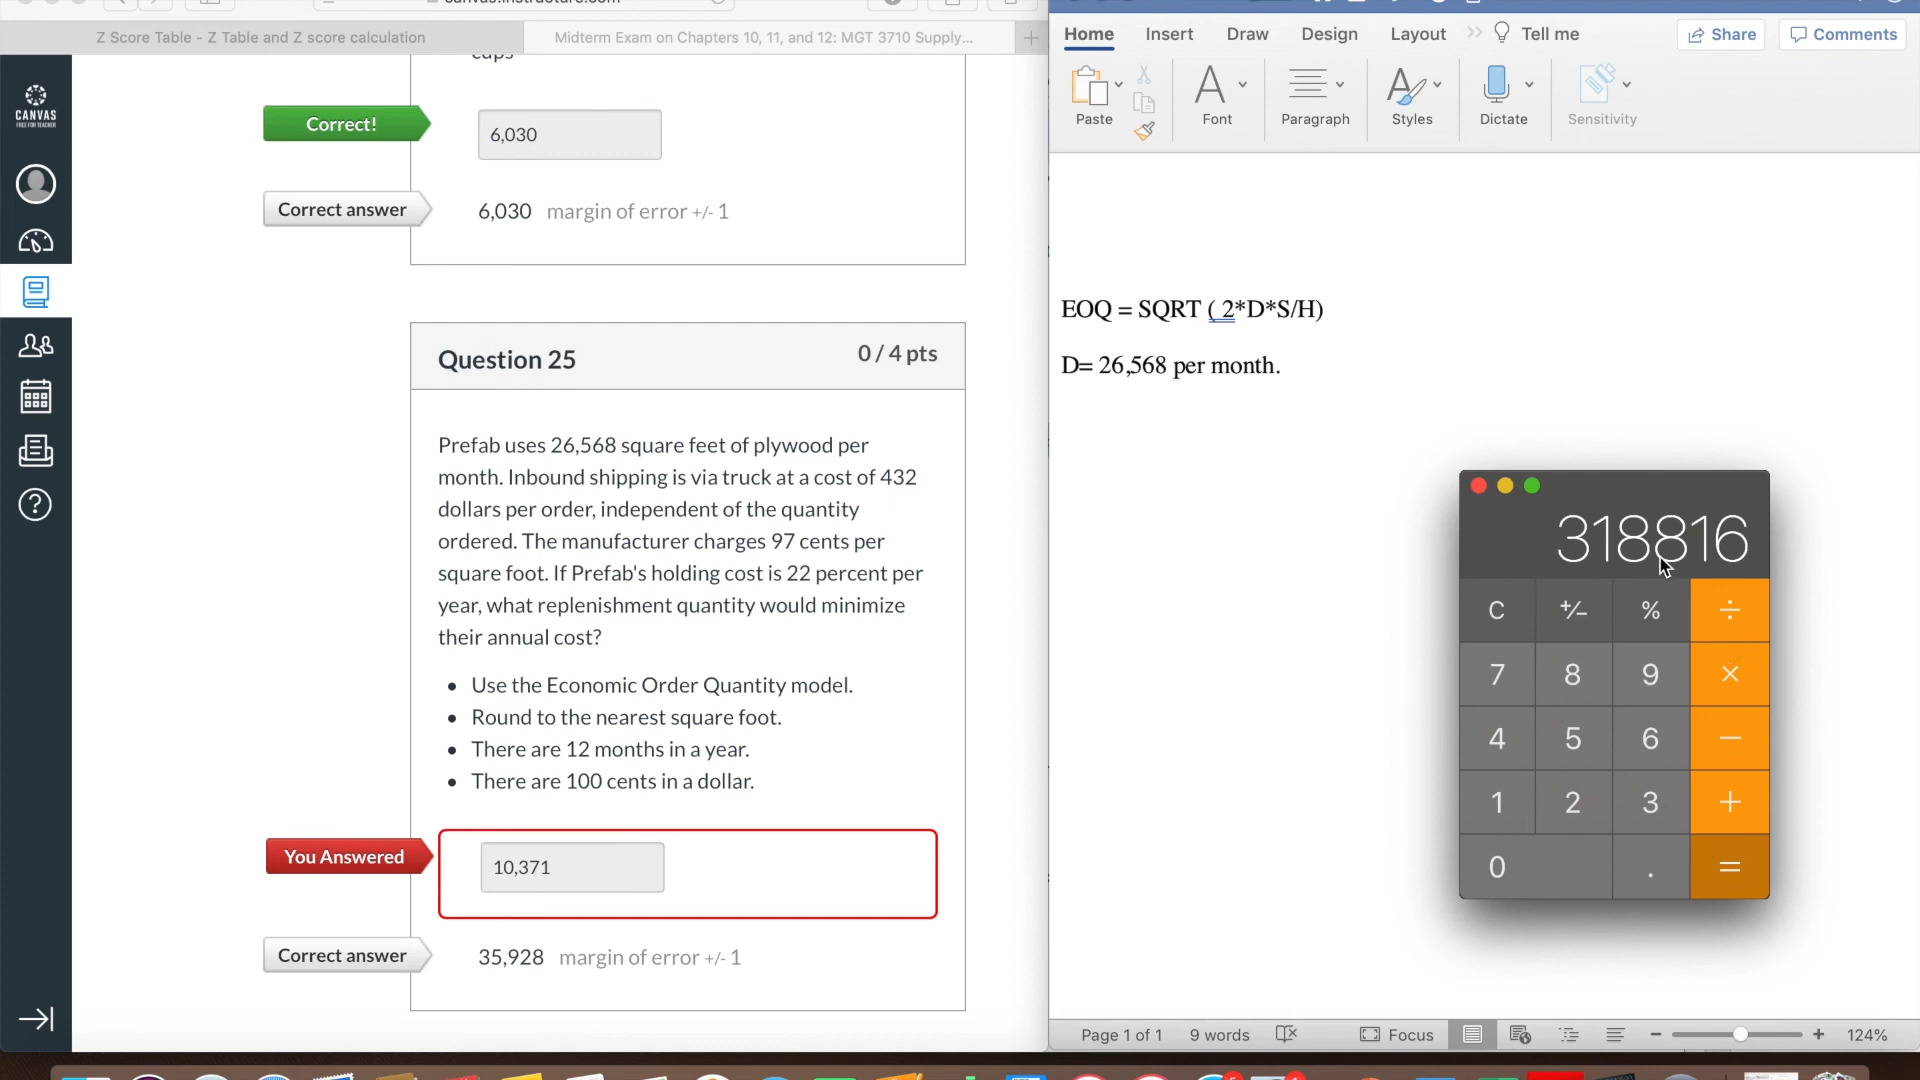 Z Score Table - Z Table and Z score calculation
Midterm Exam on Chapters 10, 11, and 12: MGT 3710 Supply...
CANVAS
FREE FOR TEACHER
Correct!
6,030
Correct answer
6,030 margin of error +/- 1
Question 25
0 / 4 pts
Prefab uses 26,568 square feet of plywood per
month. Inbound shipping is via truck at a cost of 432
dollars per order, independent of the quantity
ordered. The manufacturer charges 97 cents per
square foot. If Prefab's holding cost is 22 percent per
year, what replenishment quantity would minimize
their annual cost?
• Use the Economic Order Quantity model.
• Round to the nearest square foot.
• There are 12 months in a year.
• There are 100 cents in a dollar.
You Answered
10,371
Correct answer
35,928 margin of error +/- 1
Home Insert Draw Design Layout >> Tell me
Share
Comments
Paste
Font
Paragraph
Styles
Dictate
Sensitivity
EOQ = SQRT ( 2*D*S/H)
D= 26,568 per month.
318816
C +/− % ÷
7 8 9 ×
4 5 6 −
1 2 3 +
0 . =
Page 1 of 1 9 words Focus − + 124%